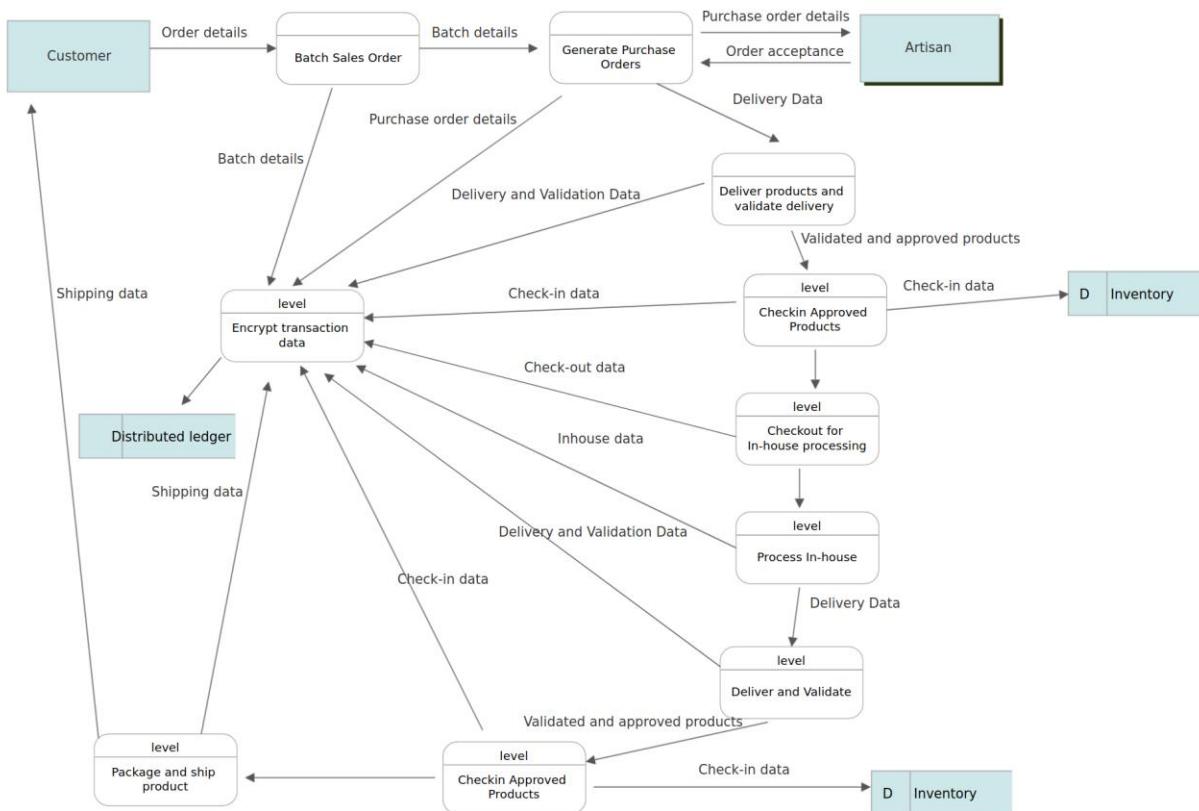 Customer
Order details
Batch Sales Order
Batch details
Generate Purchase
Orders
Purchase order details
Order acceptance
Artisan
Delivery Data
Purchase order details
Batch details
Delivery and Validation Data
Deliver products and
validate delivery
Validated and approved products
Shipping data
level
Encrypt transaction
data
Check-in data
level
Checkin Approved
Products
Check-in data
D Inventory
Check-out data
level
Checkout for
In-house processing
Distributed ledger
Inhouse data
Shipping data
level
Process In-house
Delivery and Validation Data
Check-in data
Delivery Data
level
Deliver and Validate
Validated and approved products
level
Package and ship
product
level
Checkin Approved
Products
Check-in data
D Inventory